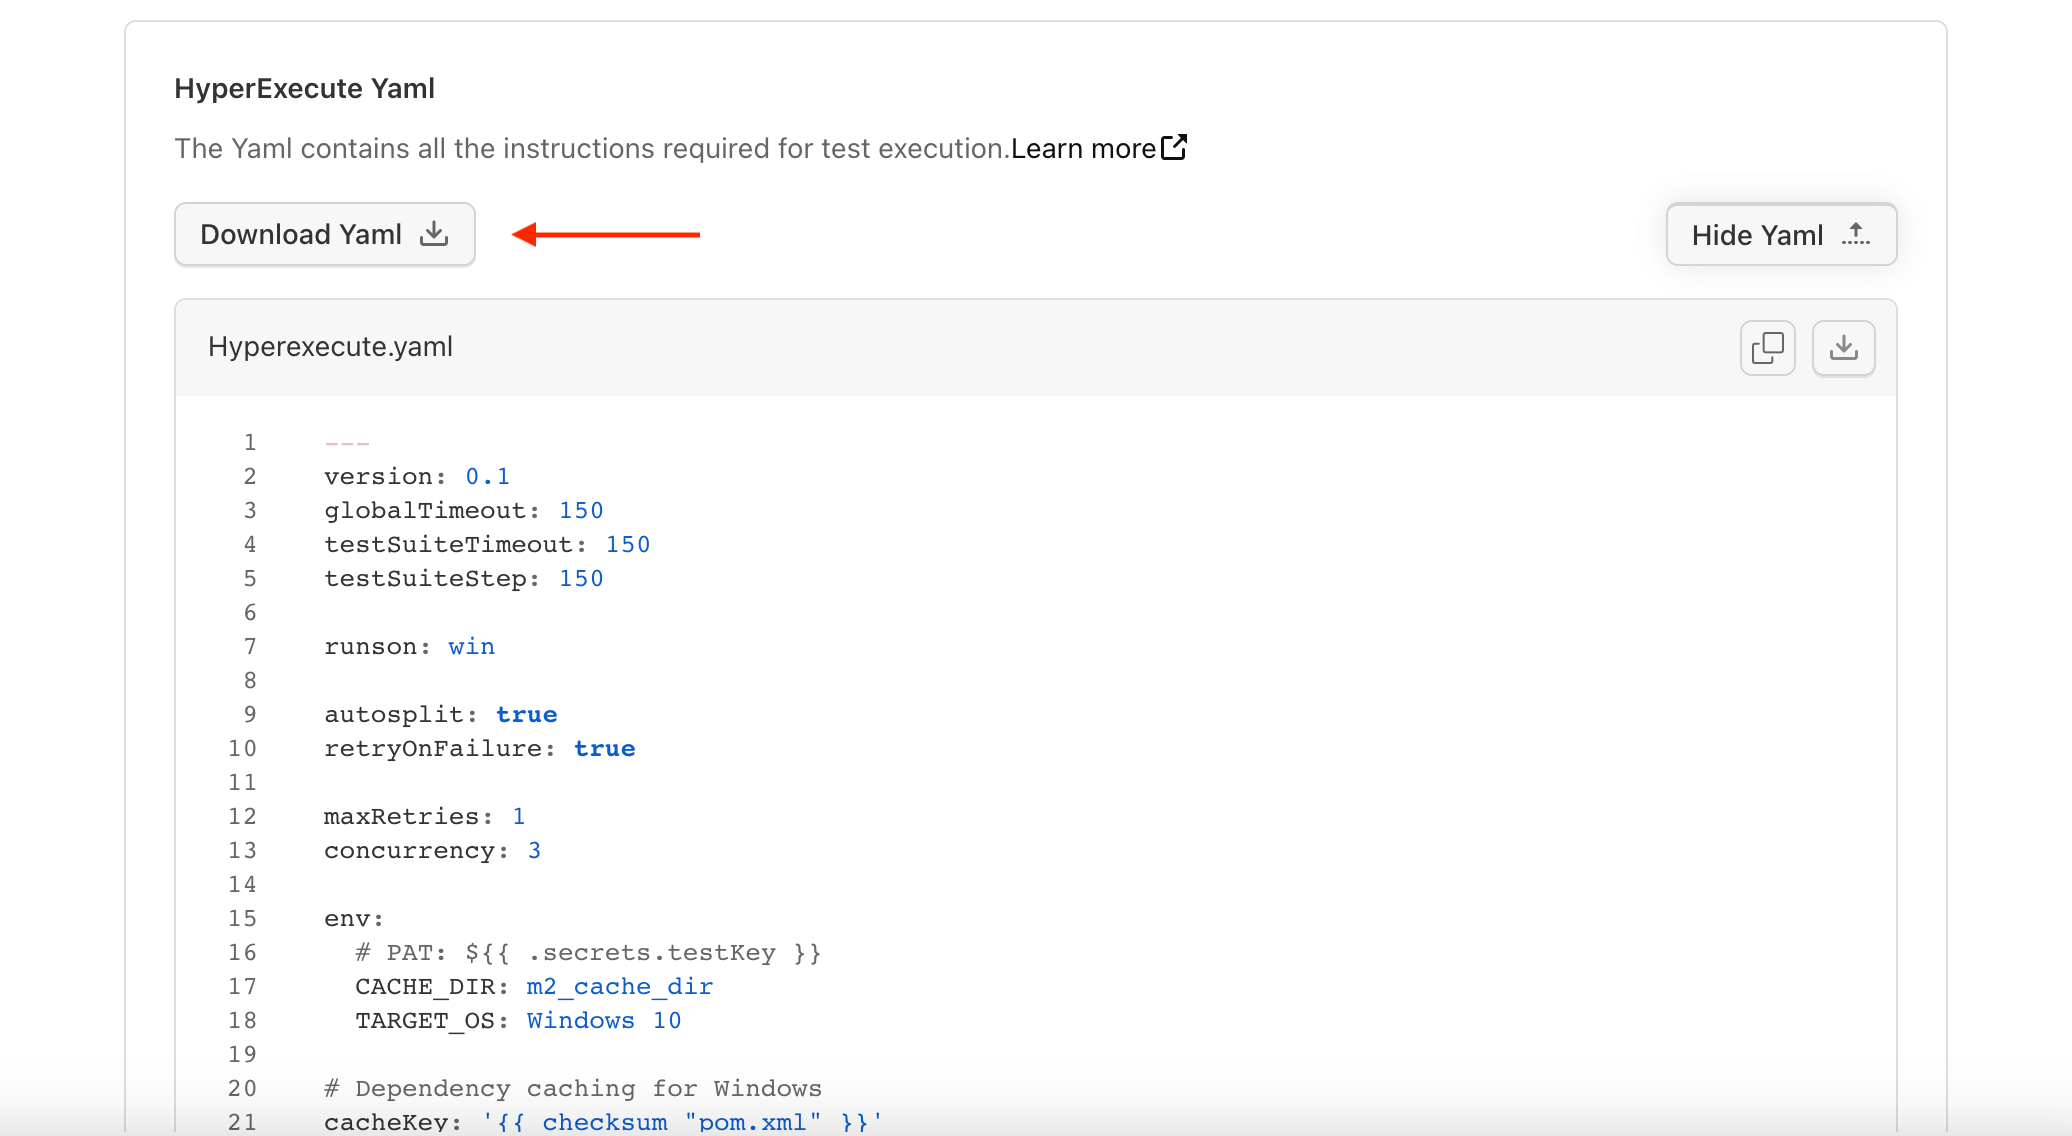 HyperExecute Yaml
The Yaml contains all the instructions required for test execution.Learn more
Download Yaml
Hide Yaml
Hyperexecute.yaml
1 ---
2 version: 0.1
3 globalTimeout: 150
4 testSuiteTimeout: 150
5 testSuiteStep: 150
6
7 runson: win
8
9 autosplit: true
10 retryOnFailure: true
11
12 maxRetries: 1
13 concurrency: 3
14
15 env:
16 # PAT: ${{ .secrets.testKey }}
17 CACHE_DIR: m2_cache_dir
18 TARGET_OS: Windows 10
19
20 # Dependency caching for Windows
21 cacheKey: '{{ checksum "pom.xml" }}'